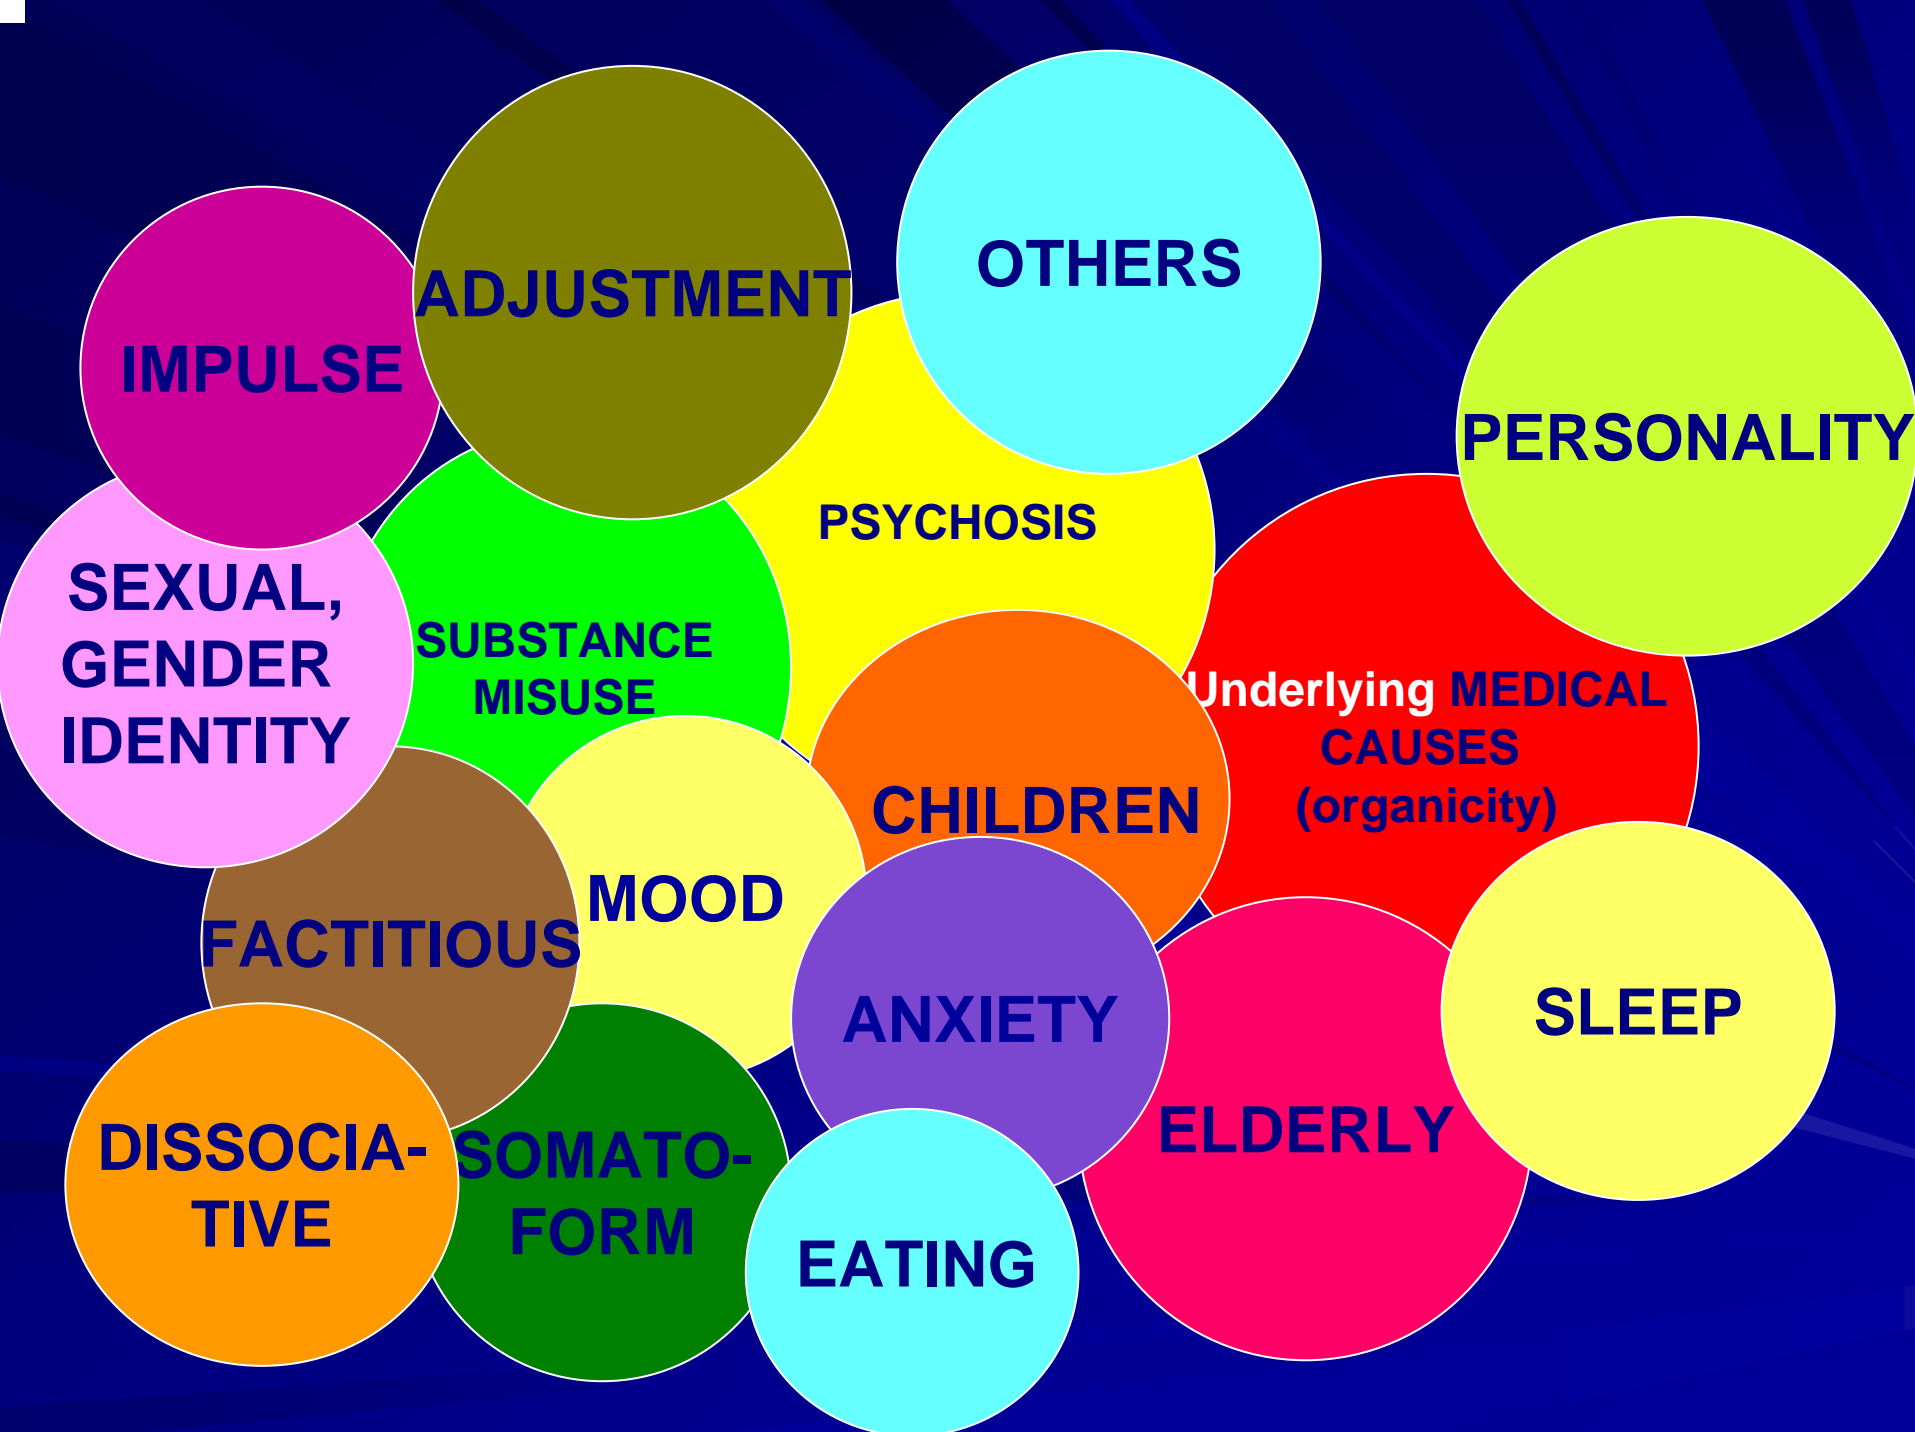 OTHERS
ADJUSTMENT
IMPULSE
PERSONALITY
PSYCHOSIS
SEXUAL,
GENDER
IDENTITY
SUBSTANCE
MISUSE
Underlying MEDICAL
CAUSES
(organicity)
CHILDREN
MOOD
FACTITIOUS
ANXIETY
SLEEP
DISSOCIA-
TIVE
SOMATO-
FORM
ELDERLY
EATING